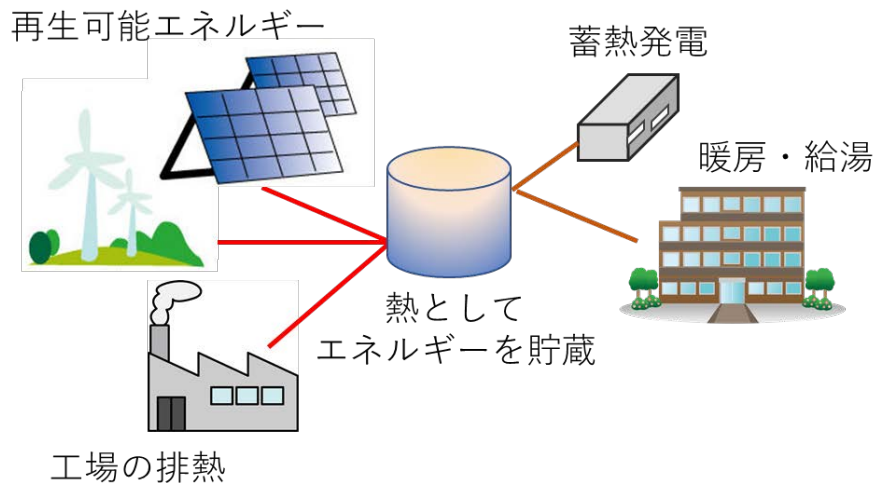 再生可能エネルギー
蓄熱発電
暖房・給湯
熱として
エネルギーを貯蔵
工場の排熱